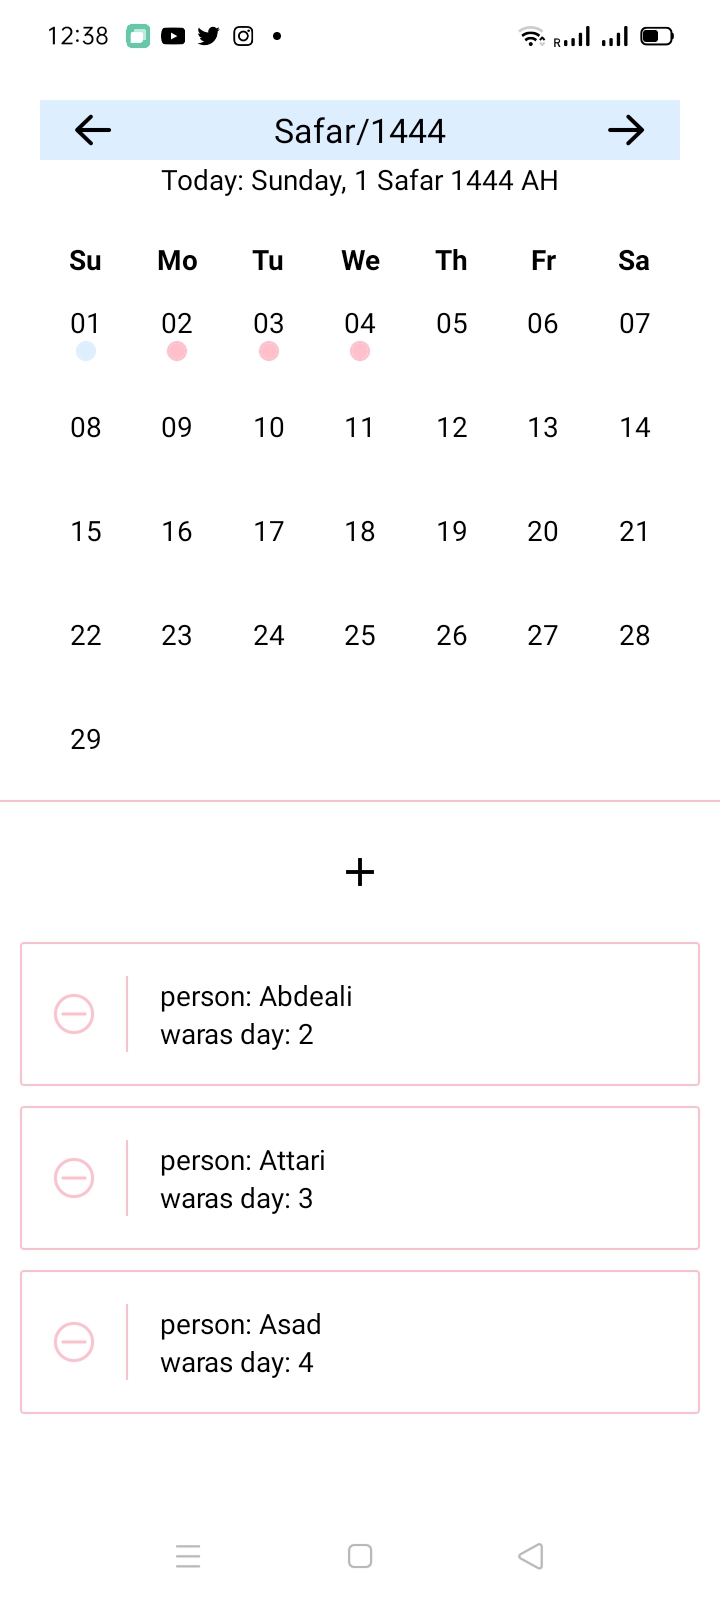 12:38
R
Safar/1444
Today: Sunday, 1 Safar 1444 AH
Su Mo Tu We Th Fr Sa
01 02 03 04 05 06 07
08 09 10 11 12 13 14
15 16 17 18 19 20 21
22 23 24 25 26 27 28
29
person: Abdeali
waras day: 2
person: Attari
waras day: 3
person: Asad
waras day: 4